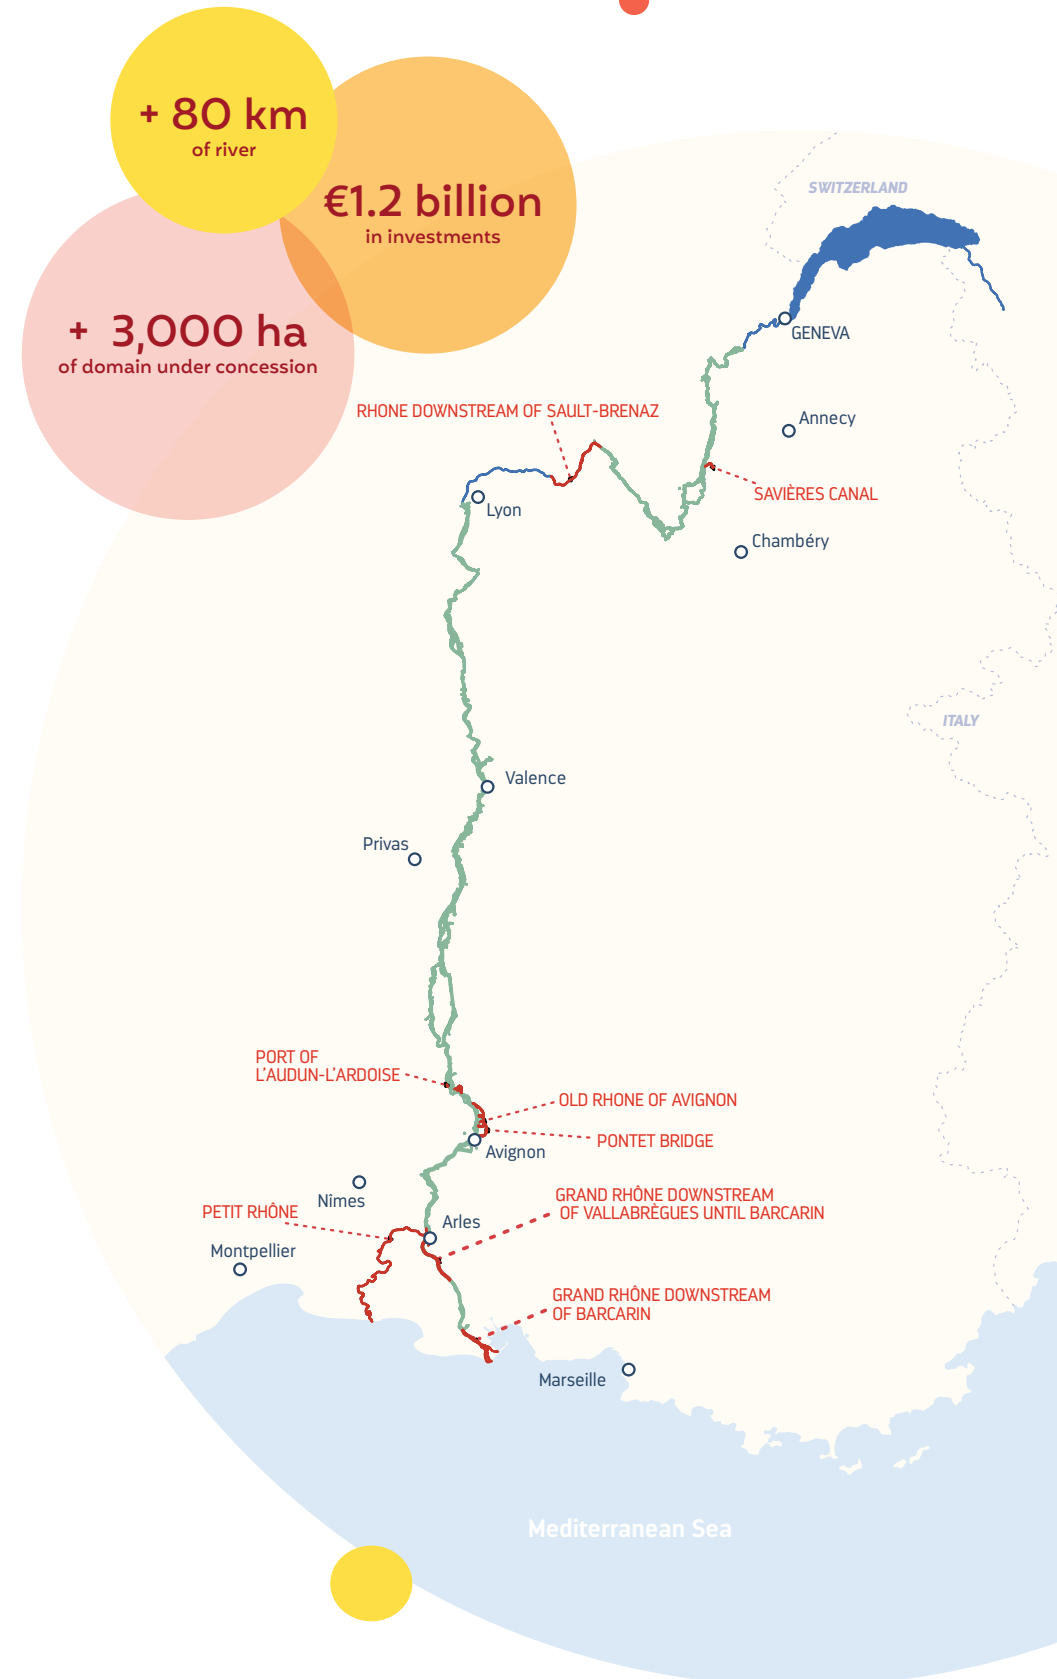 + 80 km
of river
€1.2 billion
in investments
+ 3,000 ha
of domain under concession
SWITZERLAND
GENEVA
Annecy
RHONE DOWNSTREAM OF SAULT-BRENAZ
SAVIÈRES CANAL
Lyon
Chambéry
ITALY
Valence
Privas
PORT OF
L'AUDUN-L'ARDOISE
OLD RHONE OF AVIGNON
PONTET BRIDGE
Avignon
Nîmes
GRAND RHÔNE DOWNSTREAM
OF VALLABRÈGUES UNTIL BARCARIN
PETIT RHÔNE
Arles
Montpellier
GRAND RHÔNE DOWNSTREAM
OF BARCARIN
Marseille
Mediterranean Sea